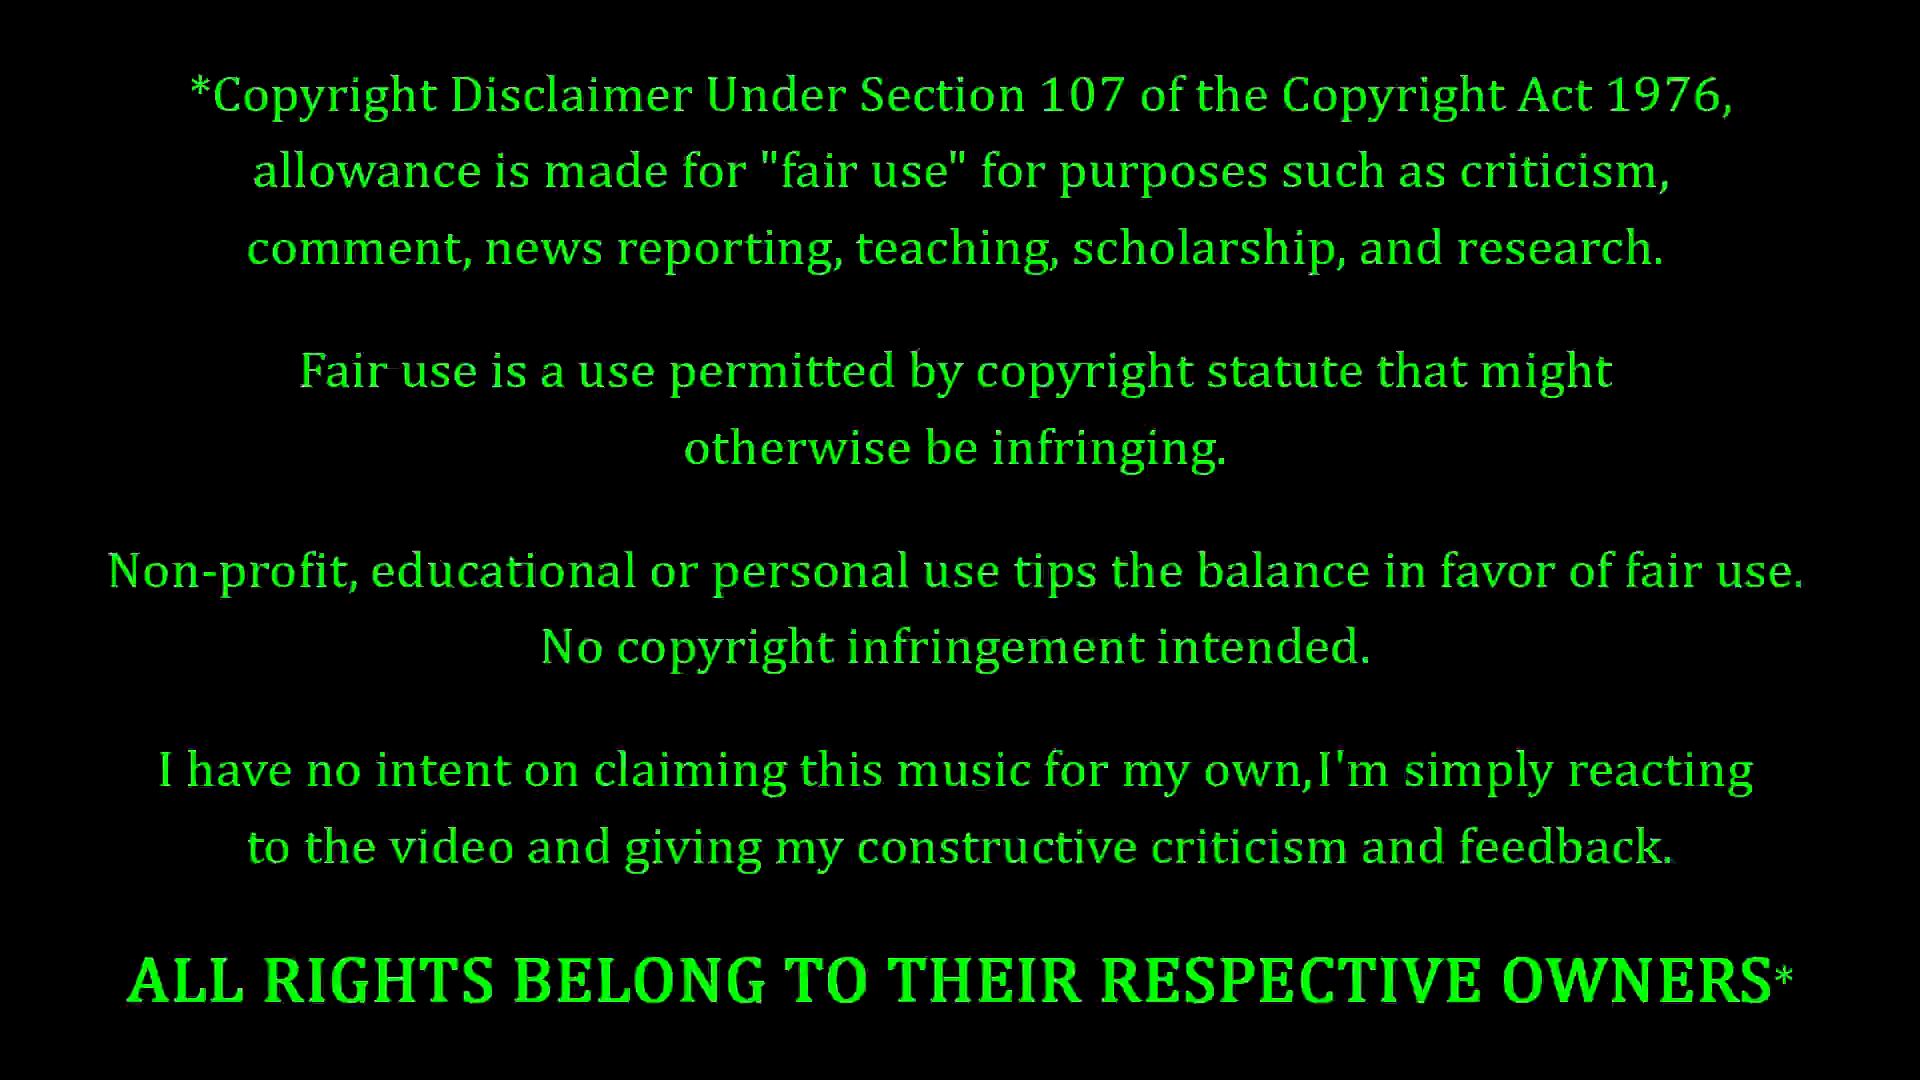 *Copyright Disclaimer Under Section 107 of the Copyright Act 1976,
allowance is made for "fair use" for purposes such as criticism,
comment, news reporting, teaching, scholarship, and research.
Fair use is a use permitted by copyright statute that might
otherwise be infringing.
Non-profit, educational or personal use tips the balance in favor of fair use.
No copyright infringement intended.
I have no intent on claiming this music for my own,I'm simply reacting
to the video and giving my constructive criticism and feedback.
ALL RIGHTS BELONG TO THEIR RESPECTIVE OWNERS*